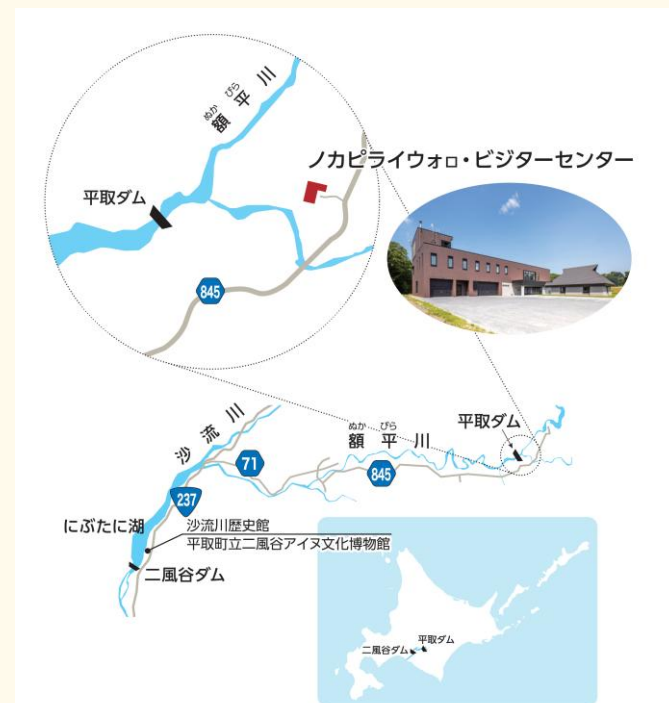 ぬか びら
額平川
ノカピライウォㇿ・ビジターセンター
平取ダム
845
平取ダム
ぬか びら
額平川
沙流川
71
845
237
にぶたに湖
沙流川歴史館
平取町立二風谷アイヌ文化博物館
二風谷ダム
平取ダム
二風谷ダム